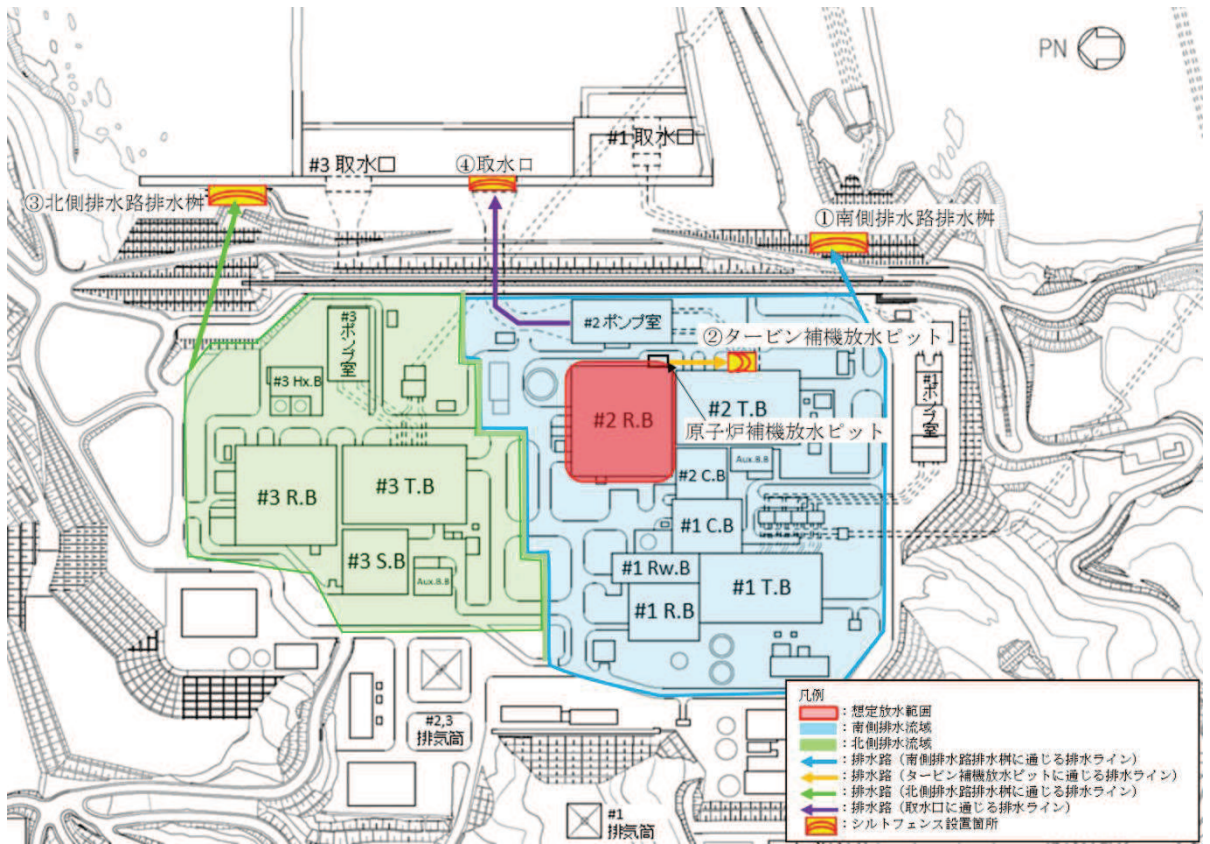 PN
#1 取水口
#3 取水口
④取水口
③北側排水路排水桝
①南側排水路排水桝
#3
ポンプ室
#2 ポンプ室
②タービン補機放水ピット
#3 Hx.B
#1
ポンプ室
#2 R.B
#2 T.B
原子炉補機放水ピット
Aux.B.B
#2 C.B
#3 R.B
#3 T.B
#1 C.B
#3 S.B
Aux.B.B
#1 Rw.B
#1 T.B
#1 R.B
#2,3
排気筒
#1
排気筒
凡例
：想定放水範囲
：南側排水流域
：北側排水流域
：排水路（南側排水路排水桝に通じる排水ライン）
：排水路（タービン補機放水ピットに通じる排水ライン）
：排水路（北側排水路排水桝に通じる排水ライン）
：排水路（取水口に通じる排水ライン）
：シルトフェンス設置箇所